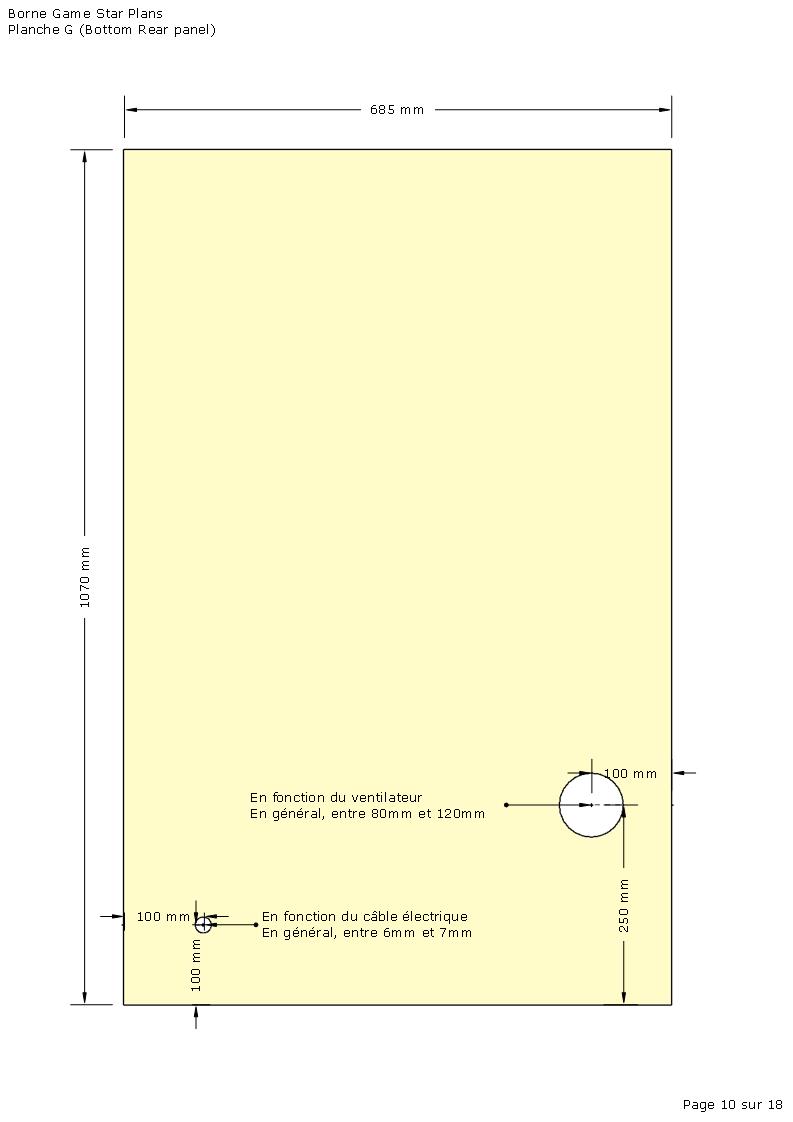 Borne Game Star Plans
Planche G (Bottom Rear panel)
685 mm
1070 mm
100 mm
En fonction du ventilateur
En général, entre 80mm et 120mm
250 mm
100 mm
En fonction du câble électrique
En général, entre 6mm et 7mm
100 mm
Page 10 sur 18